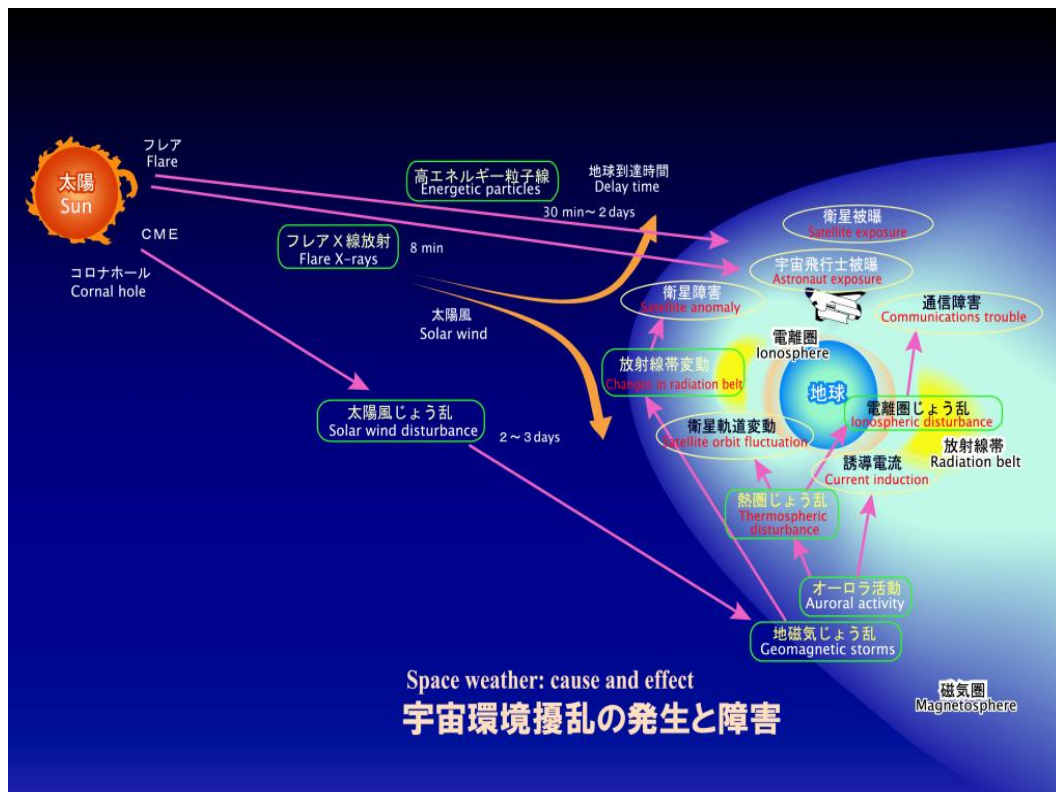 フレア
Flare
太陽
Sun
CME
コロナホール
Cornal hole
高エネルギー粒子線
Energetic particles
地球到達時間
Delay time
30 min～2 days
フレアX線放射
Flare X-rays
8 min
太陽風
Solar wind
衛星被曝
Satellite exposure
宇宙飛行士被曝
Astronaut exposure
衛星障害
Satellite anomaly
通信障害
Communications trouble
電離圏
Ionosphere
放射線帯変動
Changes in radiation belt
地球
太陽風じょう乱
Solar wind disturbance
2～3 days
衛星軌道変動
Satellite orbit fluctuation
電離圏じょう乱
Ionospheric disturbance
放射線帯
Radiation belt
誘導電流
Current induction
熱圏じょう乱
Thermospheric
disturbance
オーロラ活動
Auroral activity
地磁気じょう乱
Geomagnetic storms
Space weather: cause and effect
宇宙環境擾乱の発生と障害
磁気圏
Magnetosphere